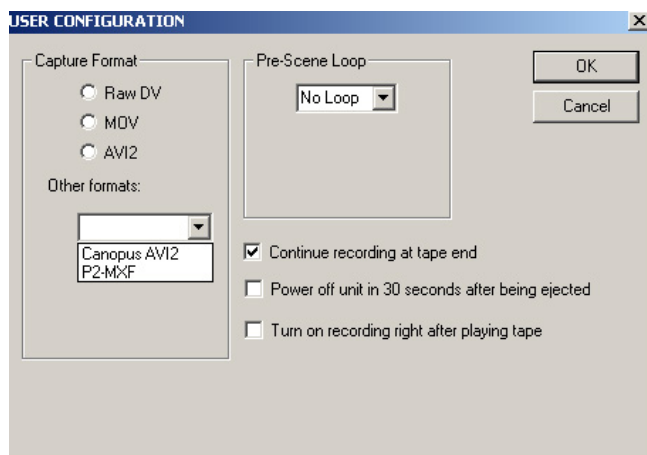 USER CONFIGURATION
Capture Format
Raw DV
MOV
AVI2
Other formats:
Canopus AVI2
P2-MXF
Pre-Scene Loop
No Loop
OK
Cancel
Continue recording at tape end
Power off unit in 30 seconds after being ejected
Turn on recording right after playing tape